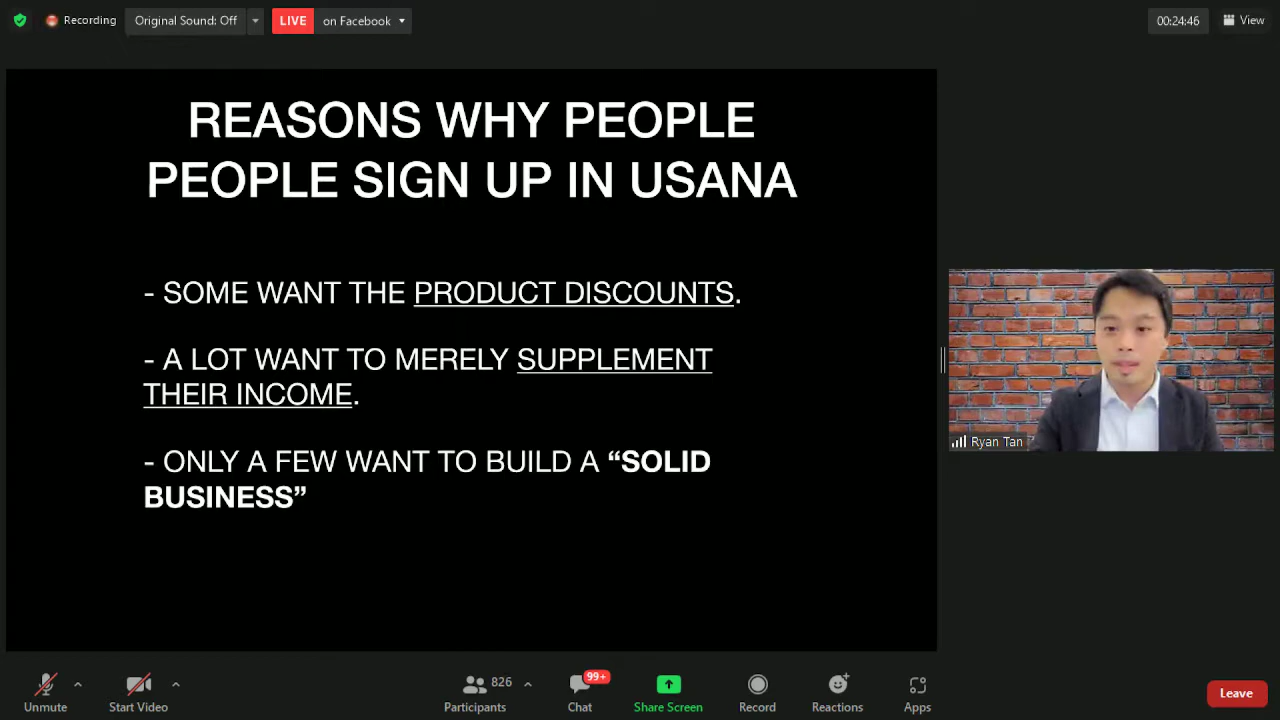 Recording
Original Sound: Off
LIVE on Facebook
00:24:46
View
REASONS WHY PEOPLE
PEOPLE SIGN UP IN USANA
- SOME WANT THE PRODUCT DISCOUNTS.
- A LOT WANT TO MERELY SUPPLEMENT
THEIR INCOME.
- ONLY A FEW WANT TO BUILD A “SOLID
BUSINESS”
Ryan Tan
Unmute
Start Video
826
Participants
99+
Chat
Share Screen
Record
Reactions
Apps
Leave